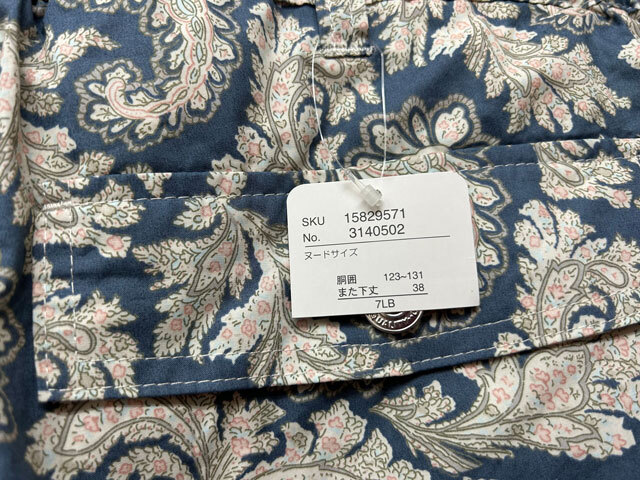 SKU 15829571
No. 3140502
ヌードサイズ
胴囲 123~131
また下丈 38
7LB